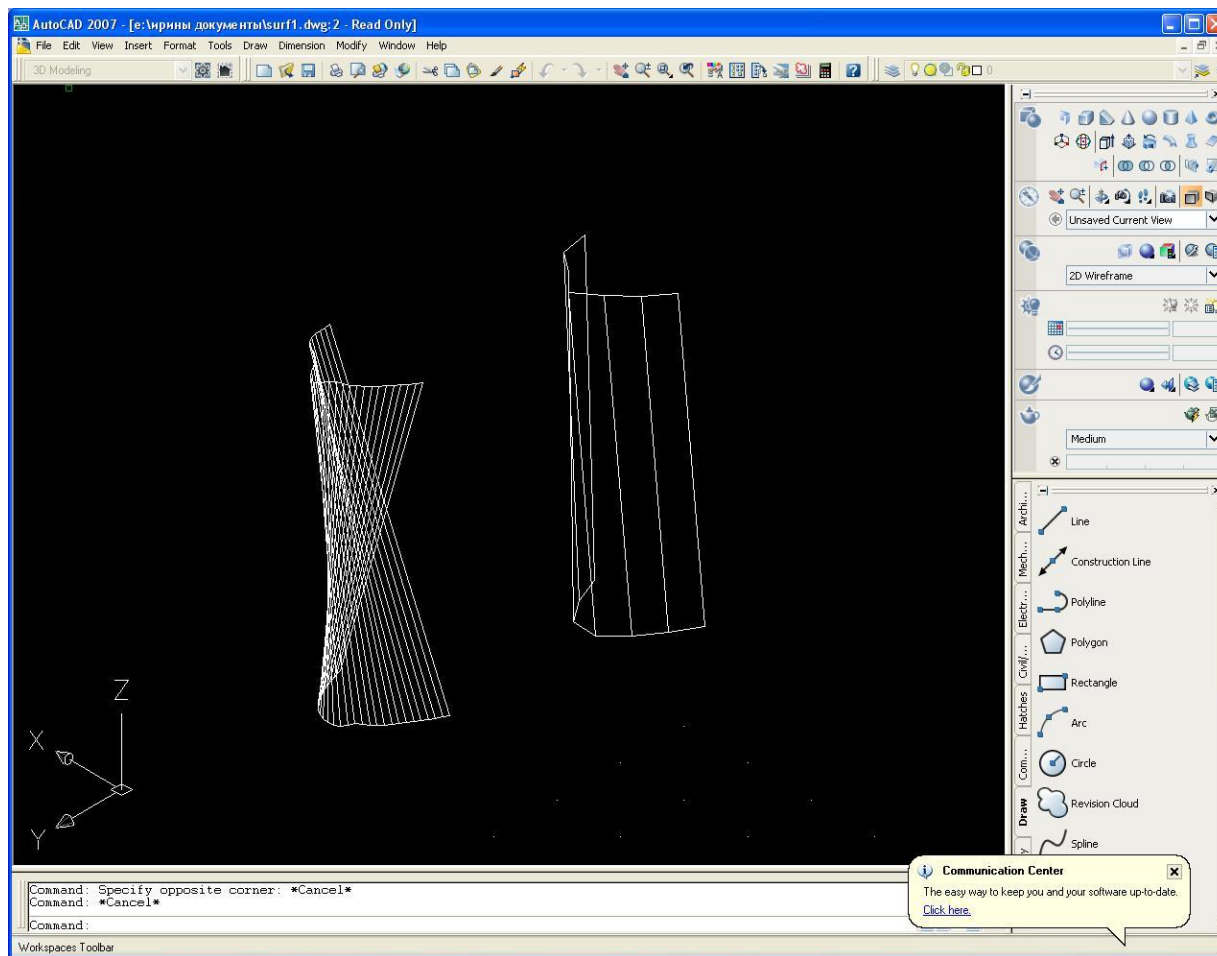 AutoCAD 2007 - [e:\ирины документы\surf1.dwg:2 - Read Only]
File Edit View Insert Format Tools Draw Dimension Modify Window Help
3D Modeling
0
Unsaved Current View
2D Wireframe
Medium
Archi...
Mech...
Electr...
Civil/...
Hatches
Com...
Draw
Line
Construction Line
Polyline
Polygon
Rectangle
Arc
Circle
Revision Cloud
Spline
Z
X
Y
Command: Specify opposite corner: *Cancel*
Command: *Cancel*
Command:
Communication Center
The easy way to keep you and your software up-to-date.
Click here.
Workspaces Toolbar